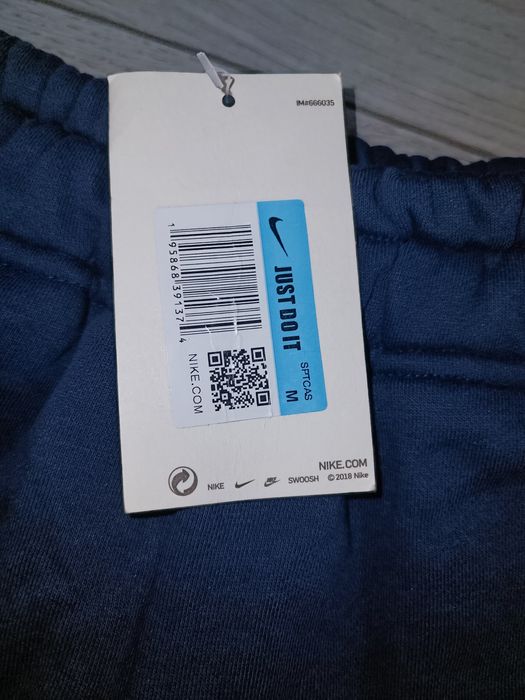 IM#666035
JUST DO IT
SPTCAS
M
1 95868 39137 4
NIKE.COM
NIKE.COM
NIKE SWOOSH © 2018 Nike